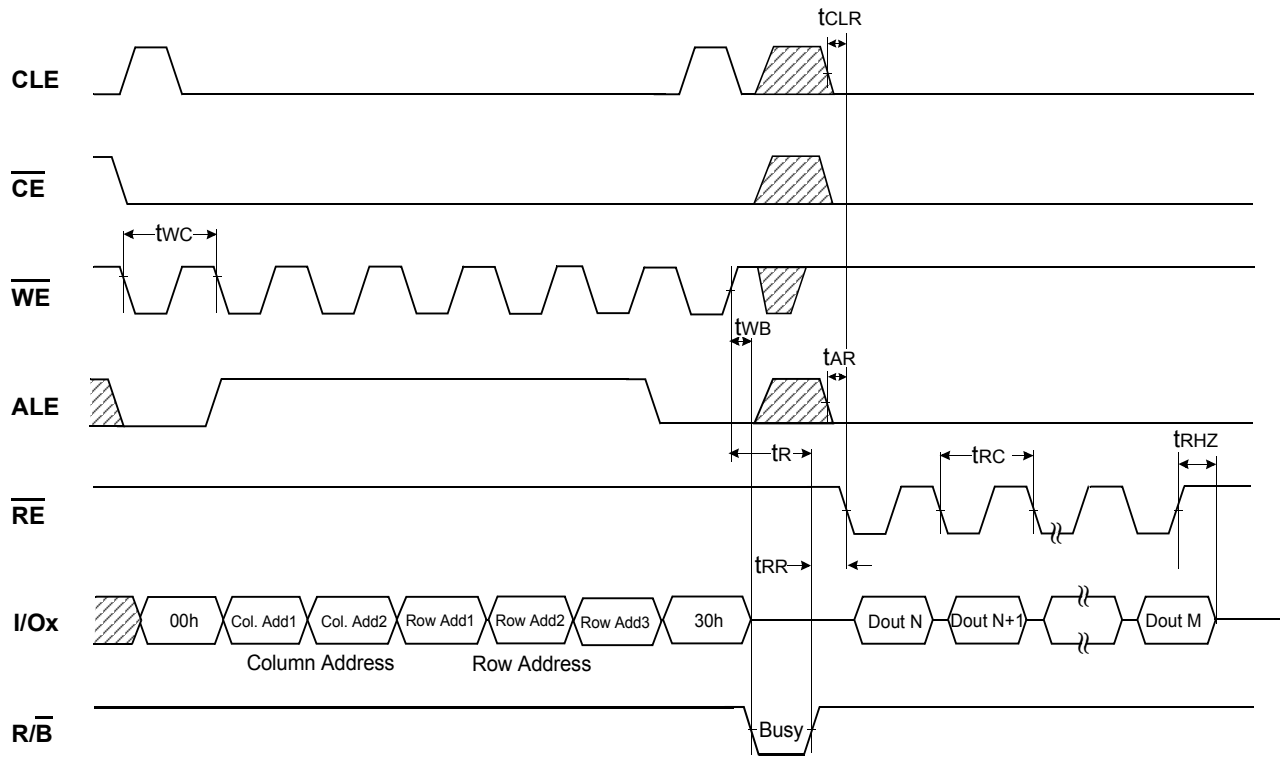 tCLR
CLE
CE
tWC
WE
tWB
tAR
ALE
tR
tRC
tRHZ
RE
tRR
I/Ox
00h
Col. Add1
Col. Add2
Row Add1
Row Add2
Row Add3
30h
Dout N
Dout N+1
Dout M
Column Address
Row Address
R/B
Busy